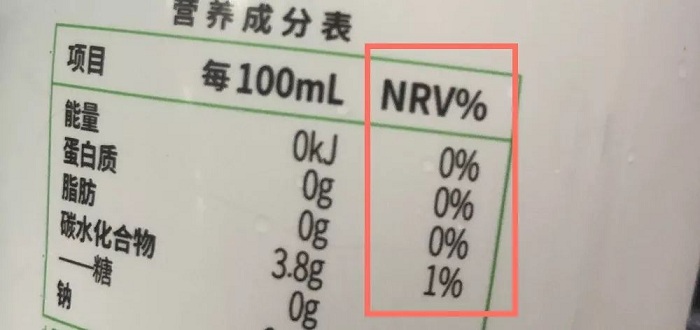 营养成分表
项目 每100mL NRV%
能量 0kJ 0%
蛋白质 0g 0%
脂肪 0g 0%
碳水化合物 3.8g 1%
——糖 0g
钠